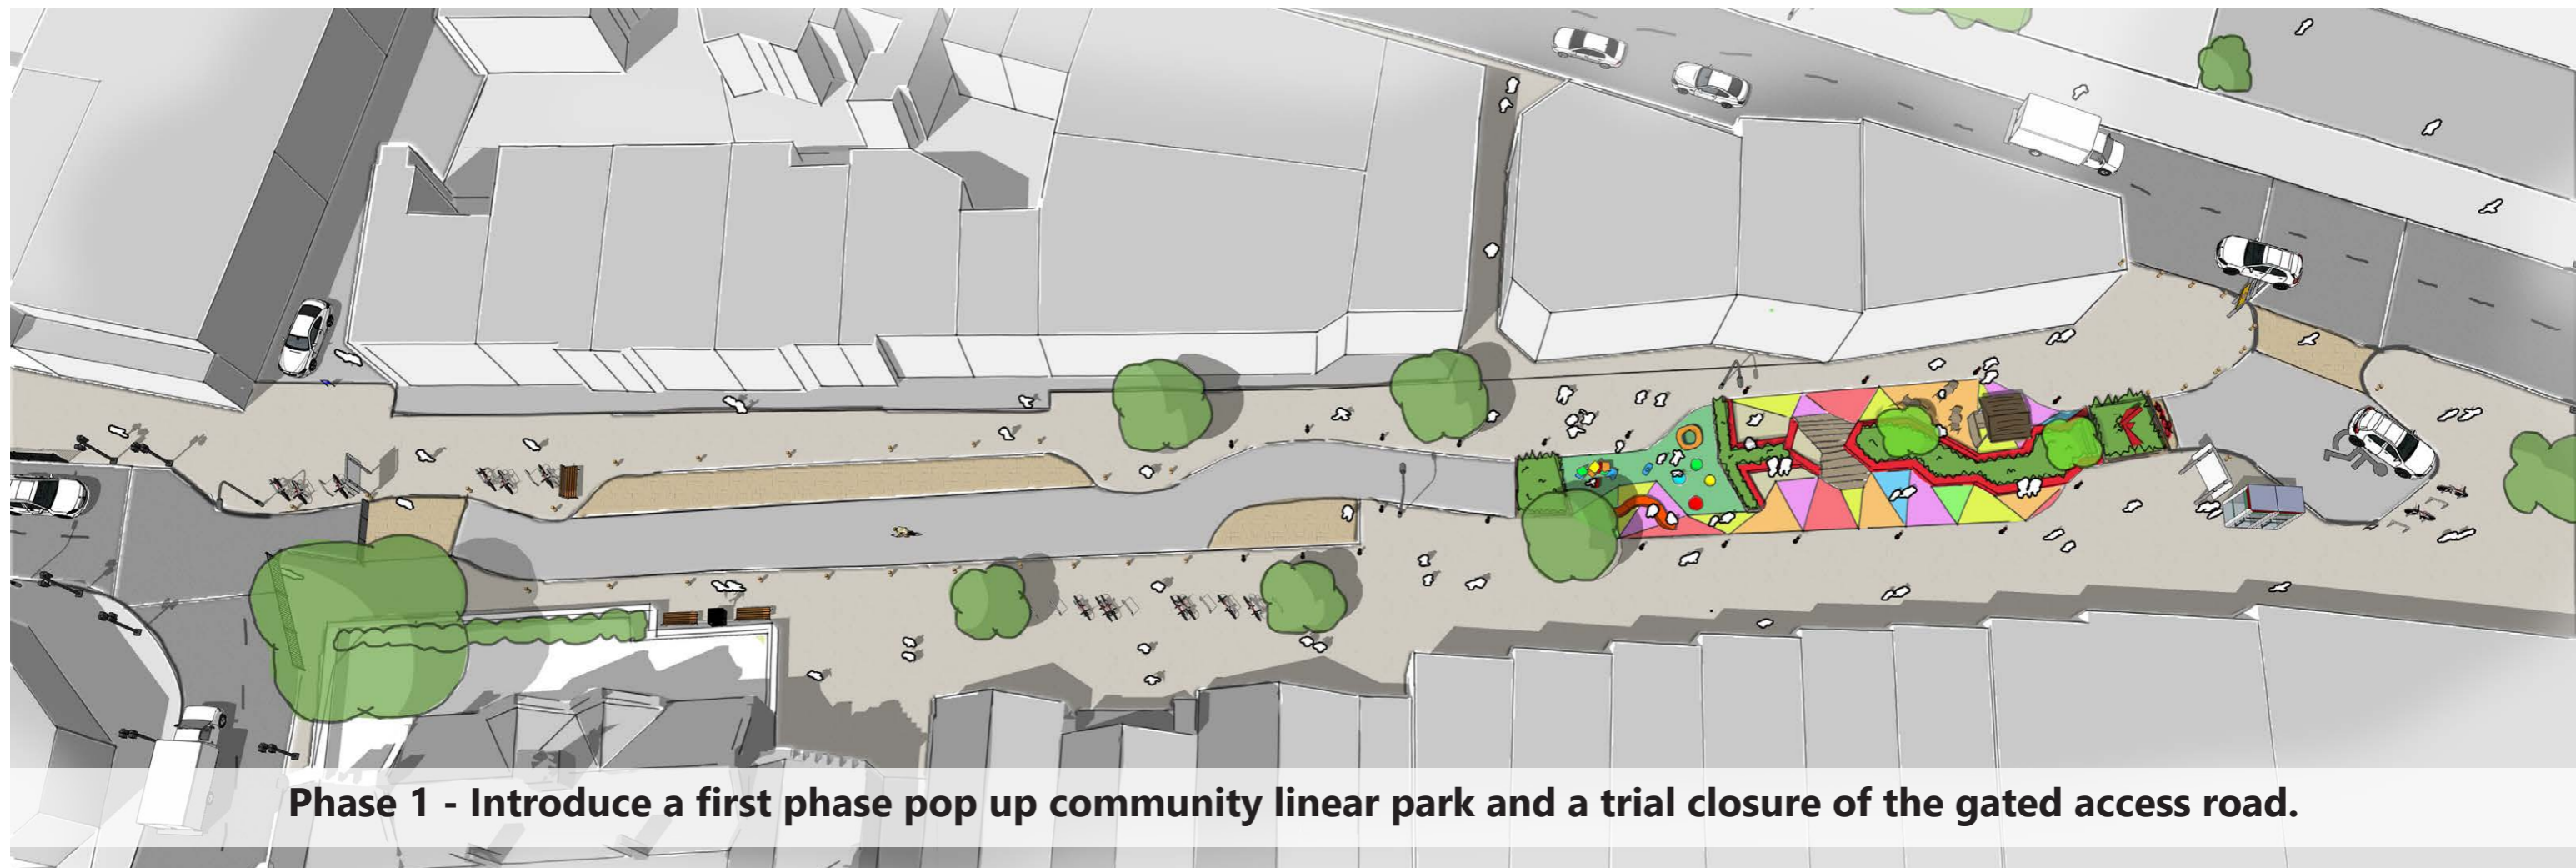 Phase 1 - Introduce a first phase pop up community linear park and a trial closure of the gated access road.